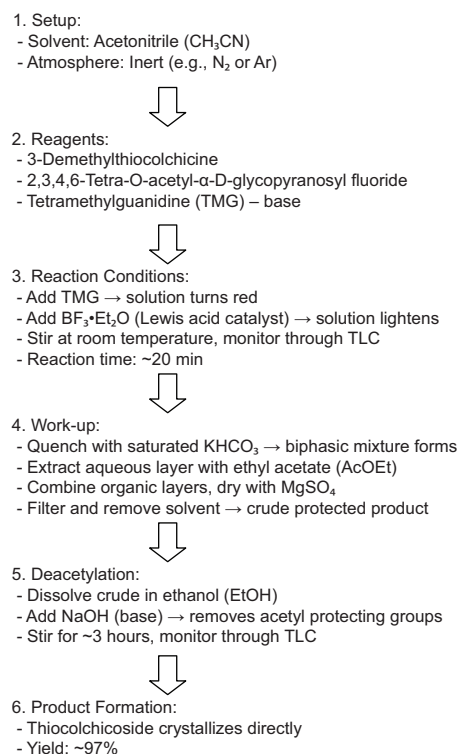 1. Setup:
- Solvent: Acetonitrile (CH₃CN)
- Atmosphere: Inert (e.g., N₂ or Ar)
2. Reagents:
- 3-Demethylthiocolchicine
- 2,3,4,6-Tetra-O-acetyl-α-D-glycopyranosyl fluoride
- Tetramethylguanidine (TMG) – base
3. Reaction Conditions:
- Add TMG → solution turns red
- Add BF₃•Et₂O (Lewis acid catalyst) → solution lightens
- Stir at room temperature, monitor through TLC
- Reaction time: ~20 min
4. Work-up:
- Quench with saturated KHCO₃ → biphasic mixture forms
- Extract aqueous layer with ethyl acetate (AcOEt)
- Combine organic layers, dry with MgSO₄
- Filter and remove solvent → crude protected product
5. Deacetylation:
- Dissolve crude in ethanol (EtOH)
- Add NaOH (base) → removes acetyl protecting groups
- Stir for ~3 hours, monitor through TLC
6. Product Formation:
- Thiocolchicoside crystallizes directly
- Yield: ~97%